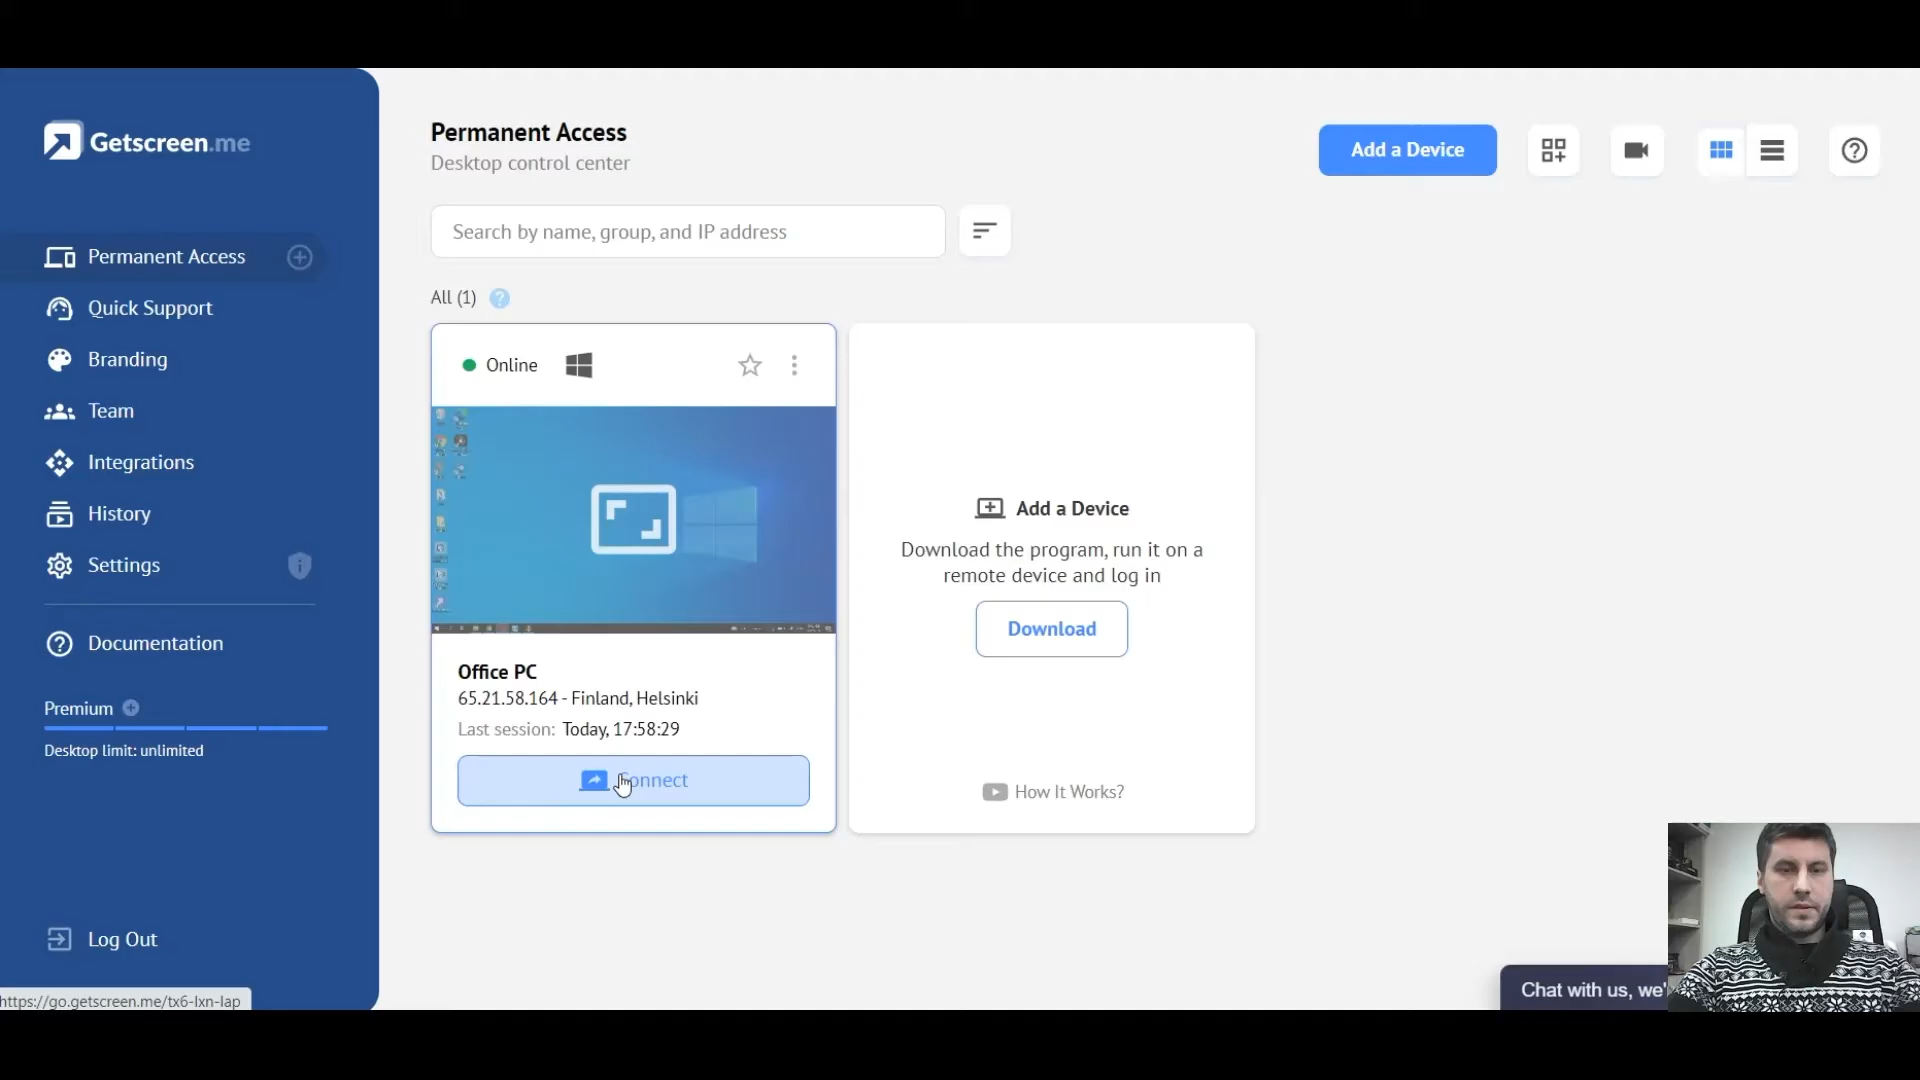 Getscreen.me
Permanent Access
Quick Support
Branding
Team
Integrations
History
Settings
Documentation
Premium
Desktop limit: unlimited
Log Out
https://go.getscreen.me/tx6-lxn-lap
Permanent Access
Desktop control center
Add a Device
Search by name, group, and IP address
All (1)
Online
Office PC
65.21.58.164 - Finland, Helsinki
Last session: Today, 17:58:29
Connect
Add a Device
Download the program, run it on a
remote device and log in
Download
How It Works?
Chat with us, we'